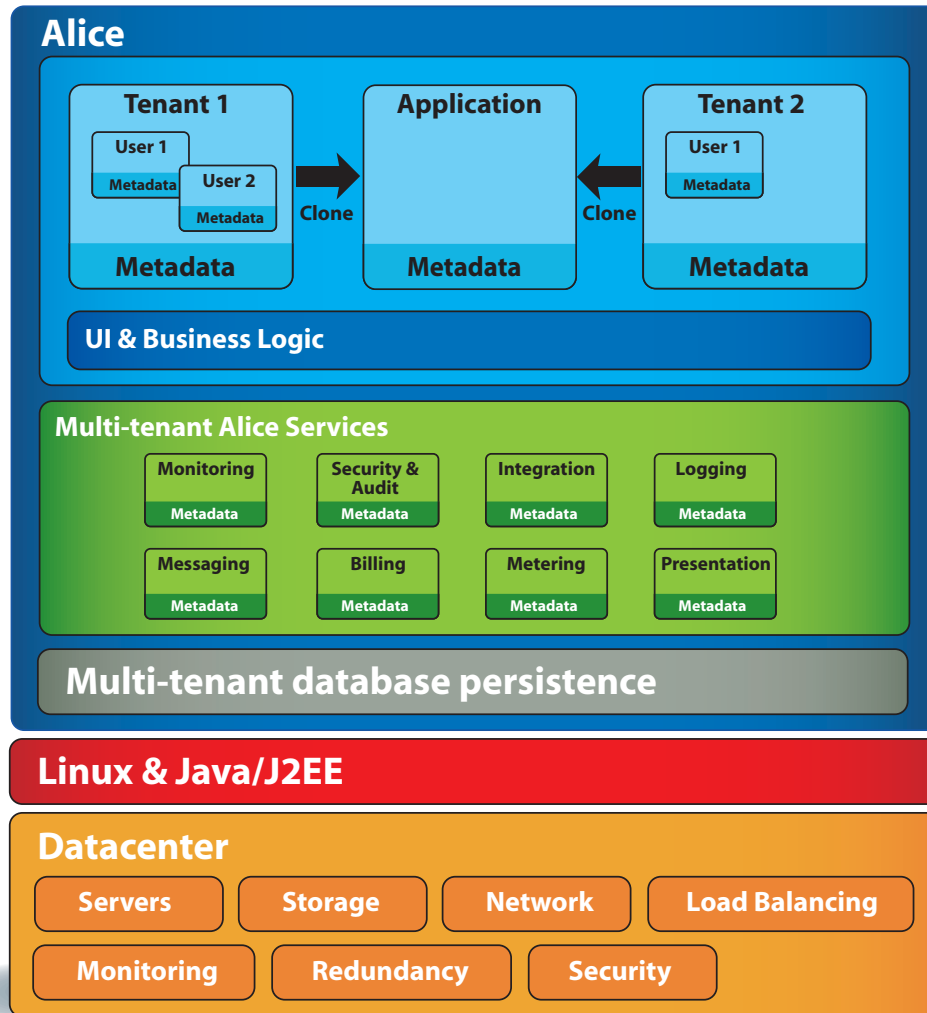 Alice
Tenant 1
Application
Tenant 2
User 1
Metadata
User 2
Metadata
User 1
Metadata
Clone
Clone
Metadata
Metadata
Metadata
UI & Business Logic
Multi-tenant Alice Services
Monitoring
Metadata
Security &
Audit
Metadata
Integration
Metadata
Logging
Metadata
Messaging
Metadata
Billing
Metadata
Metering
Metadata
Presentation
Metadata
Multi-tenant database persistence
Linux & Java/J2EE
Datacenter
Servers
Storage
Network
Load Balancing
Monitoring
Redundancy
Security